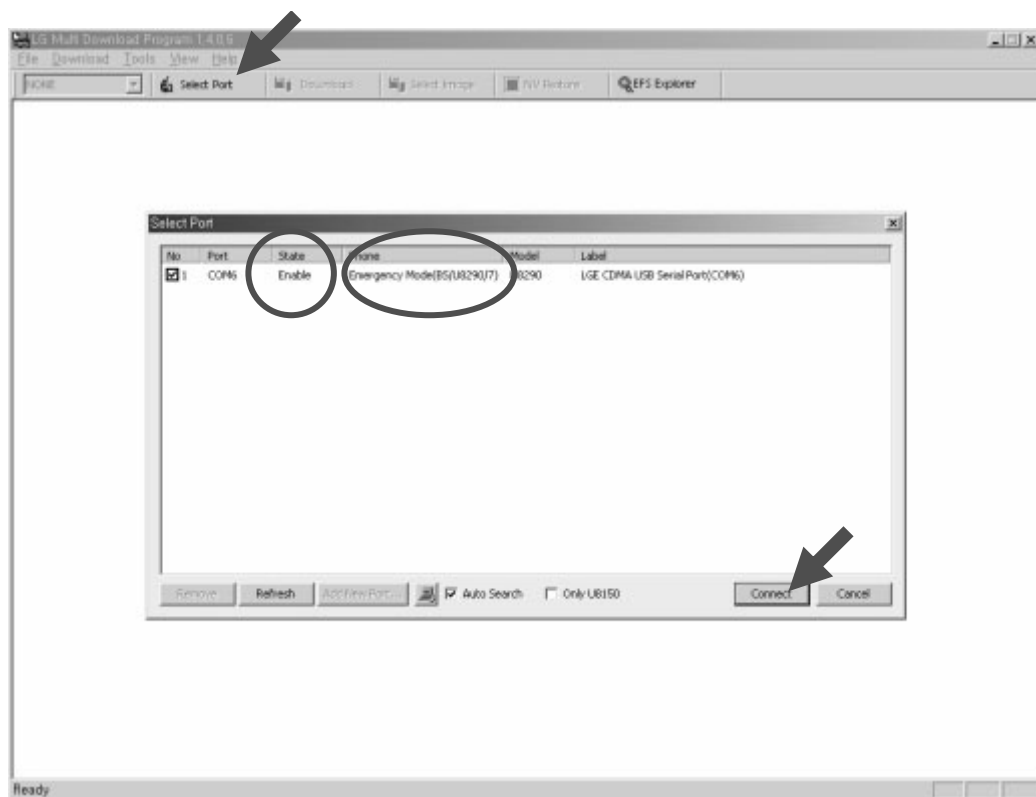 LG Multi Download Program 1.4.0.6
File Download Tools View Help
NONE Select Port Download Select Image NV Restore EFS Explorer
Select Port
No Port State Phone Model Label
1 COM6 Enable Emergency Mode(BS(U8290)/7) U8290 LGE CDMA USB Serial Port(COM6)
Remove Refresh Add New Port... Auto Search Only U8150 Connect Cancel
Ready